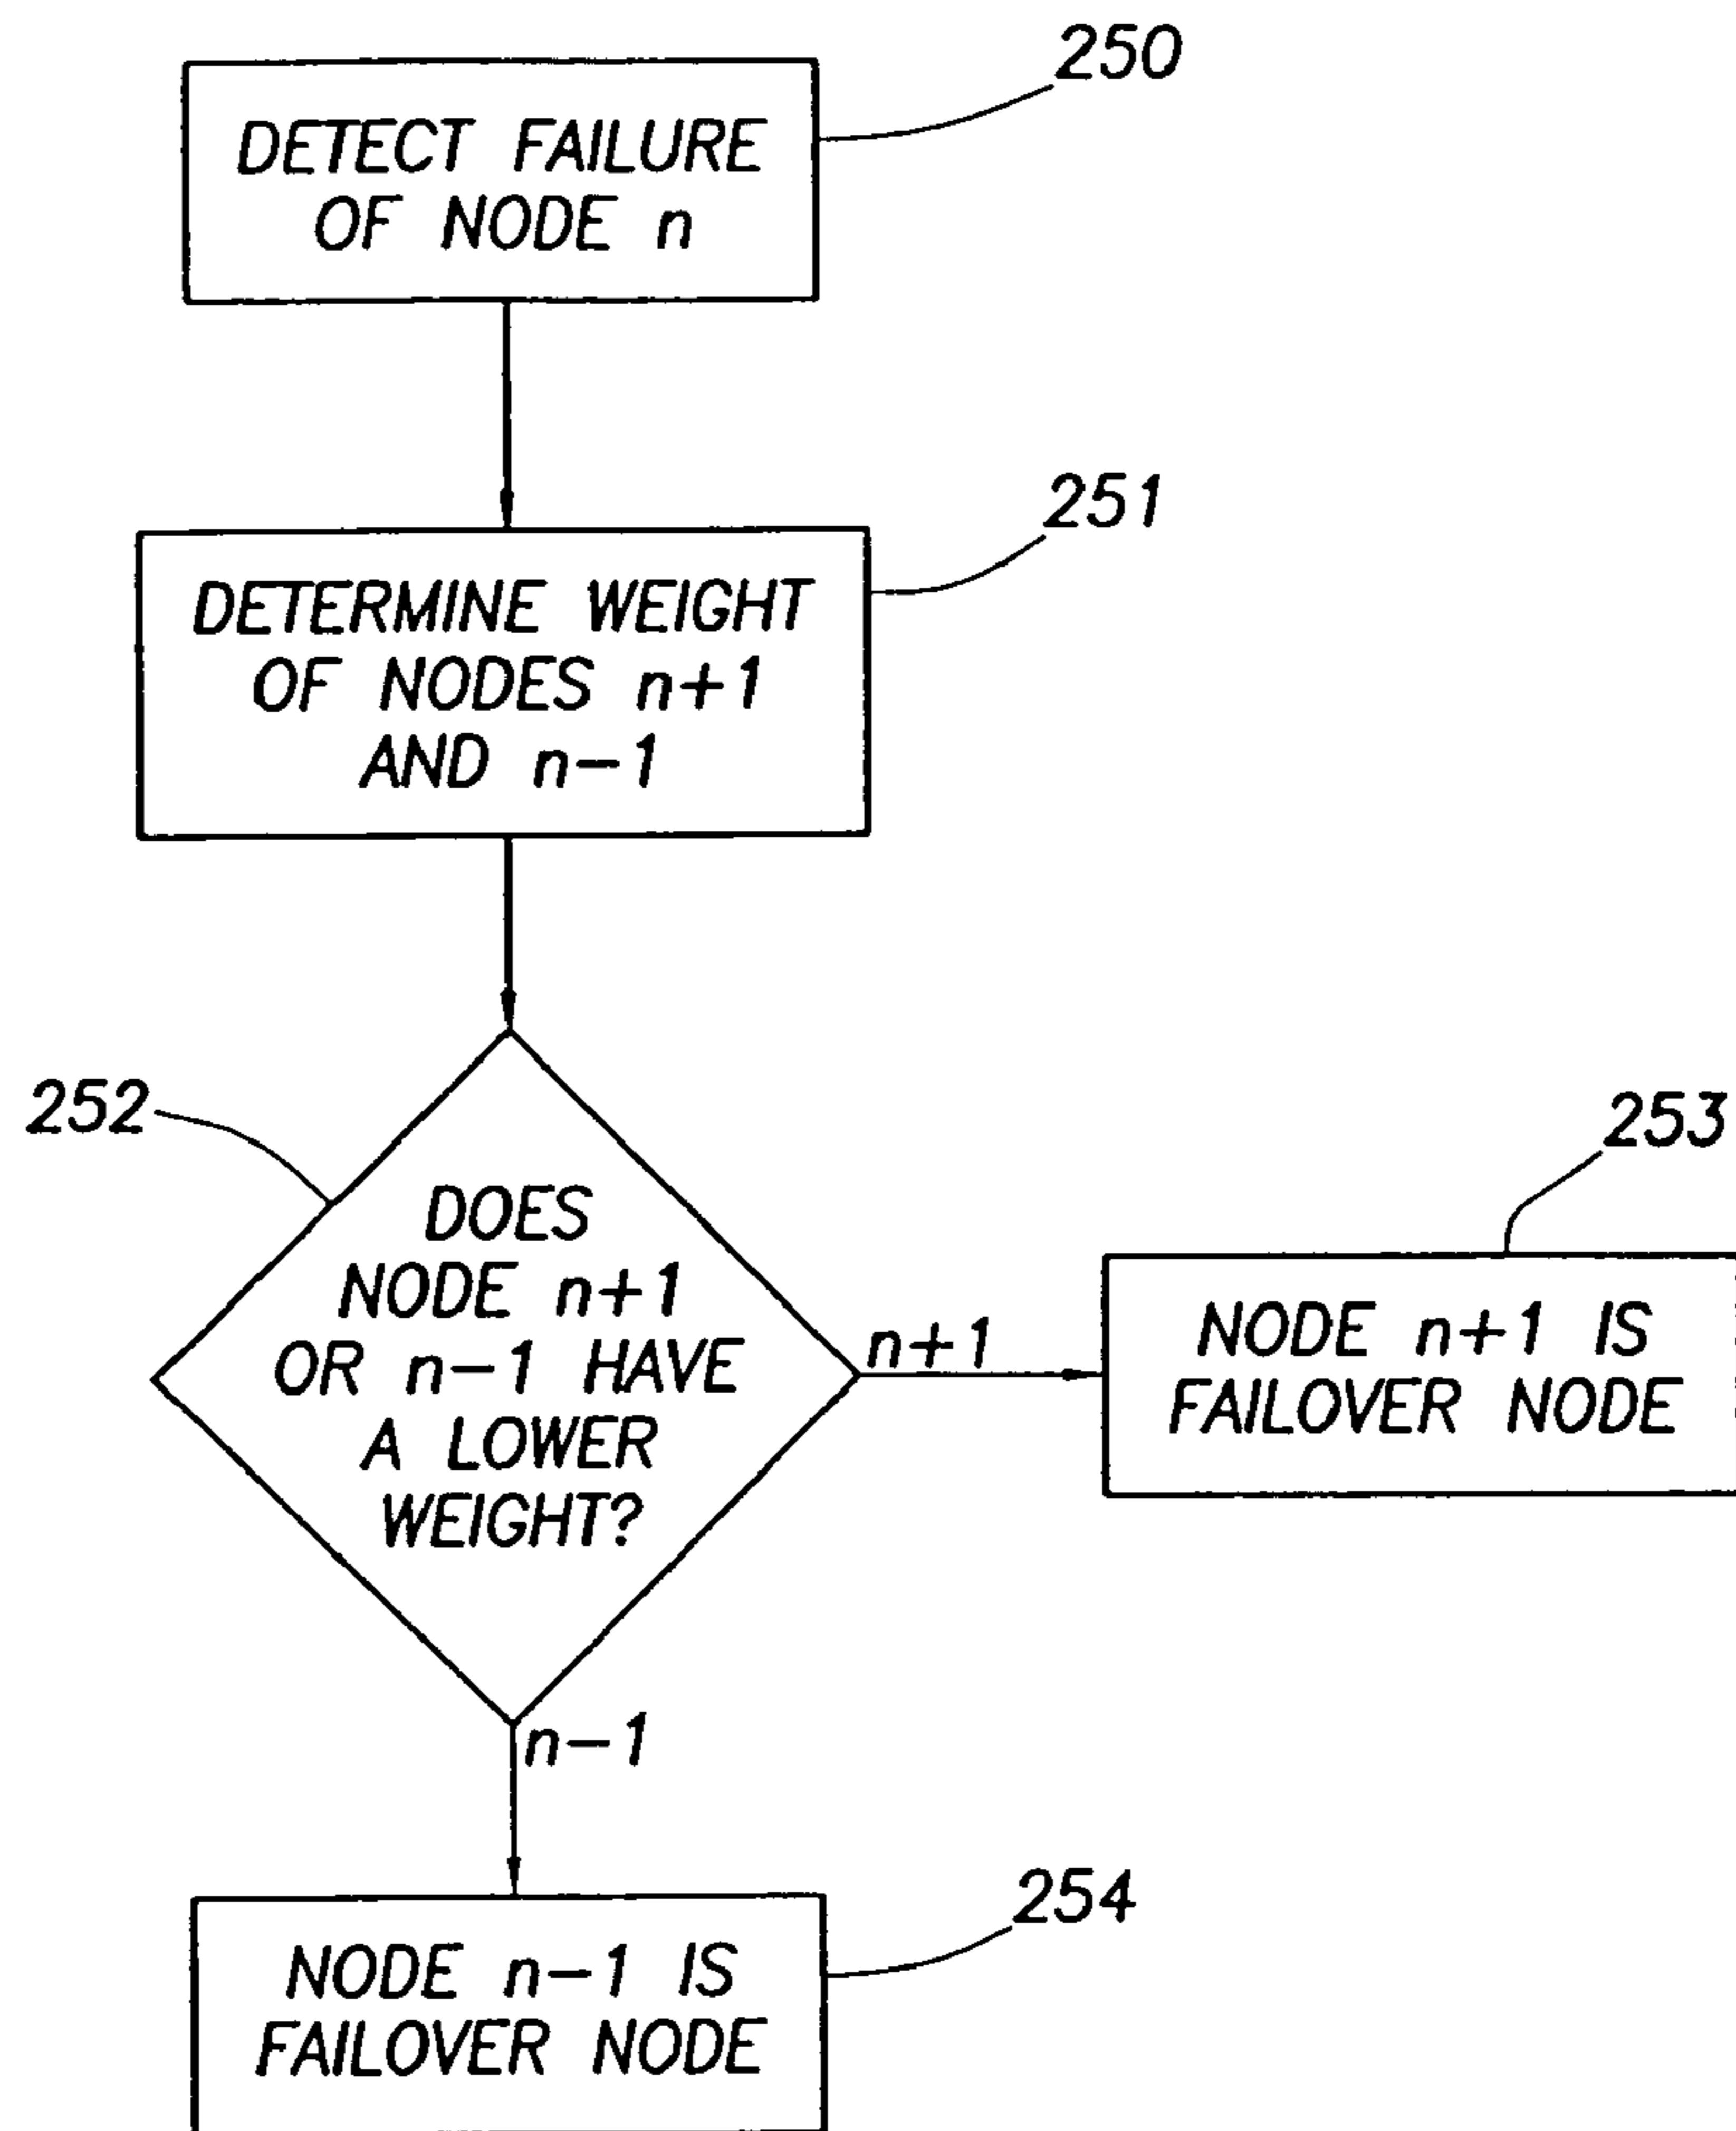 250
DETECT FAILURE
OF NODE n
251
DETERMINE WEIGHT
OF NODES n+1
AND n-1
252
DOES
NODE n+1
OR n-1 HAVE
A LOWER
WEIGHT?
n+1
253
NODE n+1 IS
FAILOVER NODE
n-1
254
NODE n-1 IS
FAILOVER NODE